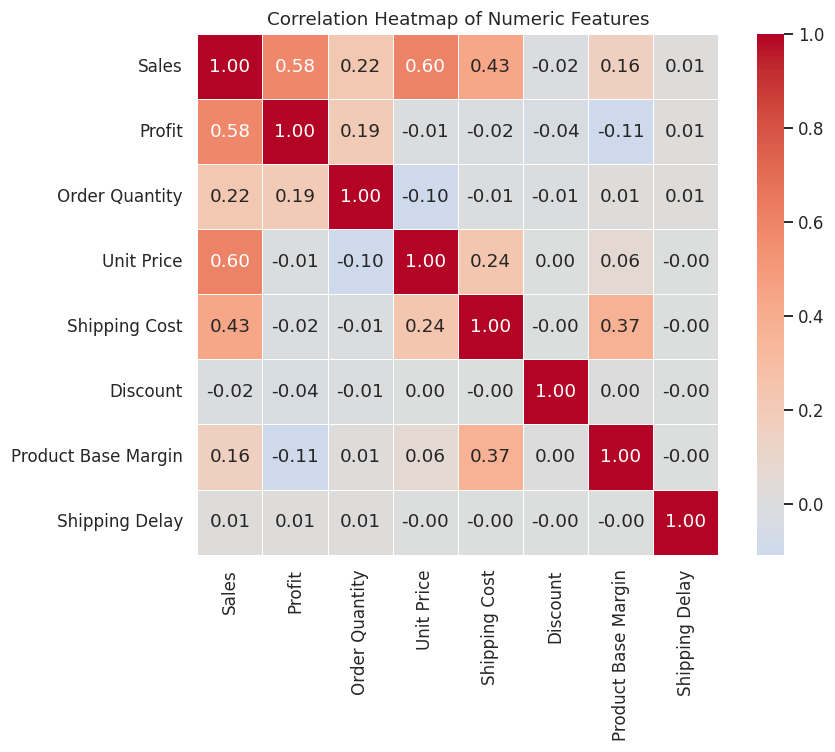 Correlation Heatmap of Numeric Features
Sales 1.00 0.58 0.22 0.60 0.43 -0.02 0.16 0.01
Profit 0.58 1.00 0.19 -0.01 -0.02 -0.04 -0.11 0.01
Order Quantity 0.22 0.19 1.00 -0.10 -0.01 -0.01 0.01 0.01
Unit Price 0.60 -0.01 -0.10 1.00 0.24 0.00 0.06 -0.00
Shipping Cost 0.43 -0.02 -0.01 0.24 1.00 -0.00 0.37 -0.00
Discount -0.02 -0.04 -0.01 0.00 -0.00 1.00 0.00 -0.00
Product Base Margin 0.16 -0.11 0.01 0.06 0.37 0.00 1.00 -0.00
Shipping Delay 0.01 0.01 0.01 -0.00 -0.00 -0.00 -0.00 1.00
Sales
Profit
Order Quantity
Unit Price
Shipping Cost
Discount
Product Base Margin
Shipping Delay
1.0
0.8
0.6
0.4
0.2
0.0